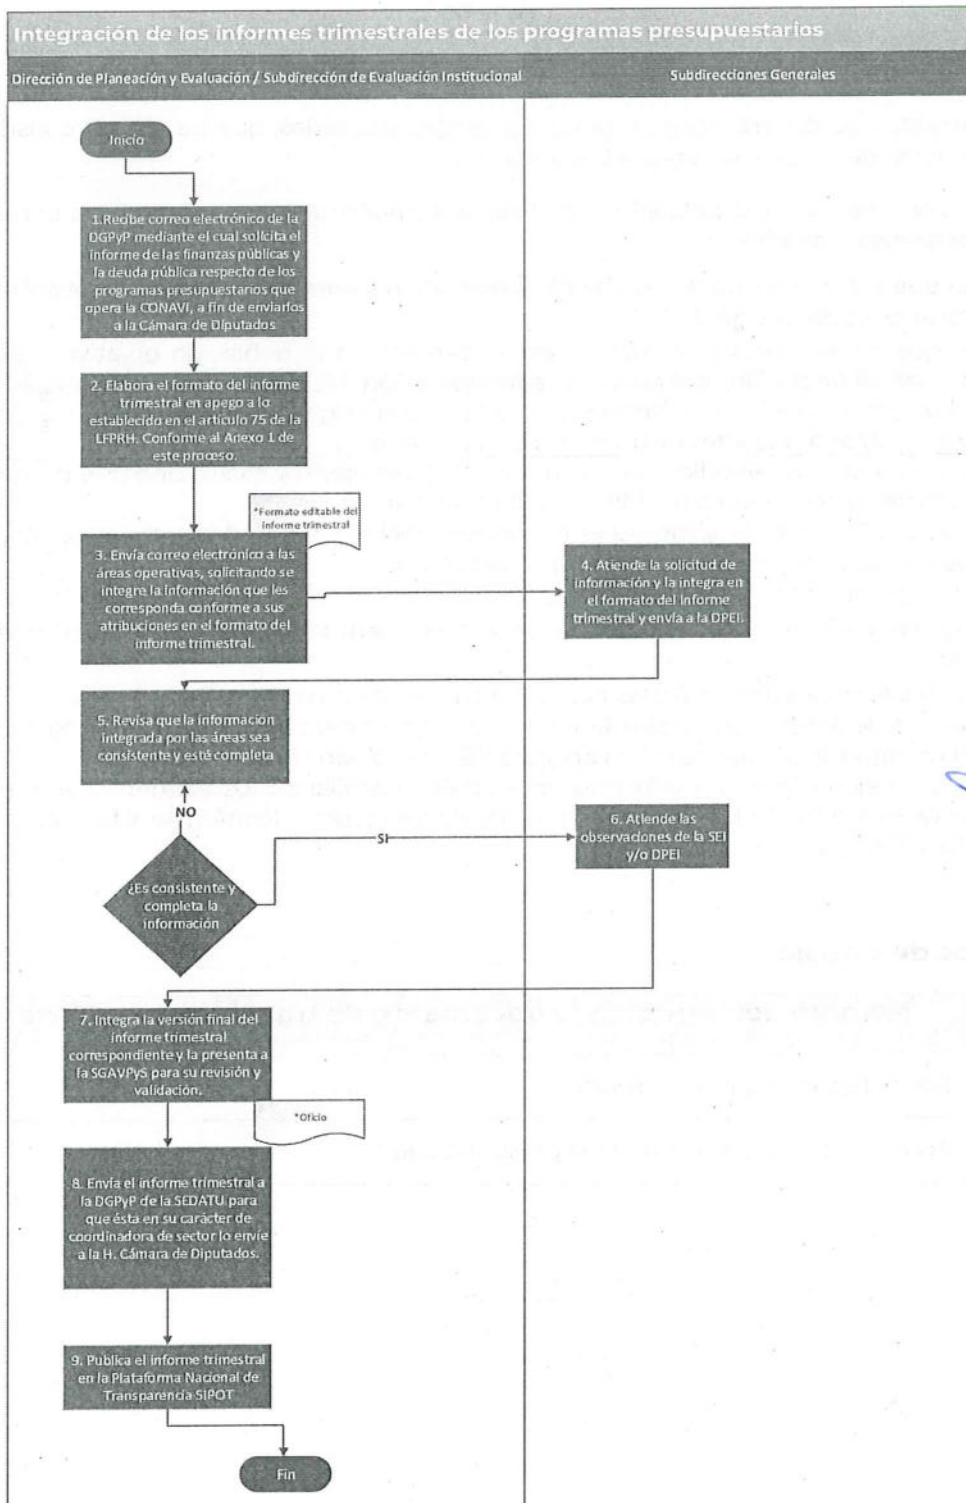 Integración de los informes trimestrales de los programas presupuestarios
Dirección de Planeación y Evaluación / Subdirección de Evaluación Institucional
Subdirecciones Generales
Inicio
1.Recibe correo electrónico de la
DGPyP mediante el cual solicita el
informe de las finanzas públicas y
la deuda pública respecto de los
programas presupuestarios que
opera la CONAVI, a fin de enviarlos
a la Cámara de Diputados
2. Elabora el formato del informe
trimestral en apego a lo
establecido en el artículo 75 de la
LFPRH. Conforme al Anexo 1 de
este proceso.
*Formato editable del
informe trimestral
3. Envía correo electrónico a las
áreas operativas, solicitando se
integre la información que les
corresponda conforme a sus
atribuciones en el formato del
informe trimestral.
4. Atiende la solicitud de
información y la integra en
el formato del Informe
trimestral y envía a la DPEI.
5. Revisa que la información
integrada por las áreas sea
consistente y esté completa
NO
SI
6. Atiende las
observaciones de la SEI
y/o DPEI
¿Es consistente y
completa la
información
7. Integra la versión final del
informe trimestral
correspondiente y la presenta a
la SGAVPyS para su revisión y
validación.
*Oficio
8. Envía el informe trimestral a
la DGPyP de la SEDATU para
que ésta en su carácter de
coordinadora de sector lo envíe
a la H. Cámara de Diputados.
9. Publica el informe trimestral
en la Plataforma Nacional de
Transparencia SIPOT
Fin